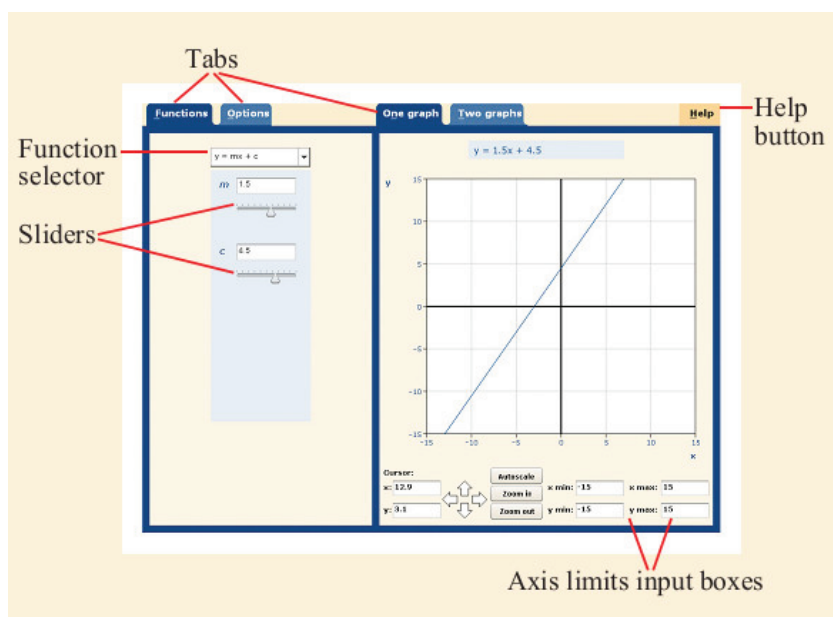 Tabs
Functions Options One graph Two graphs Help
Help
button
Function
selector
y = mx + c
y = 1.5x + 4.5
m 1.5
Sliders
c 4.5
y
15
10
5
0
-5
-10
-15
-15 -10 -5 0 5 10 15
x
Cursor:
x: 12.9
y: 3.1
Autoscale
Zoom in
Zoom out
x min: -15 x max: 15
y min: -15 y max: 15
Axis limits input boxes